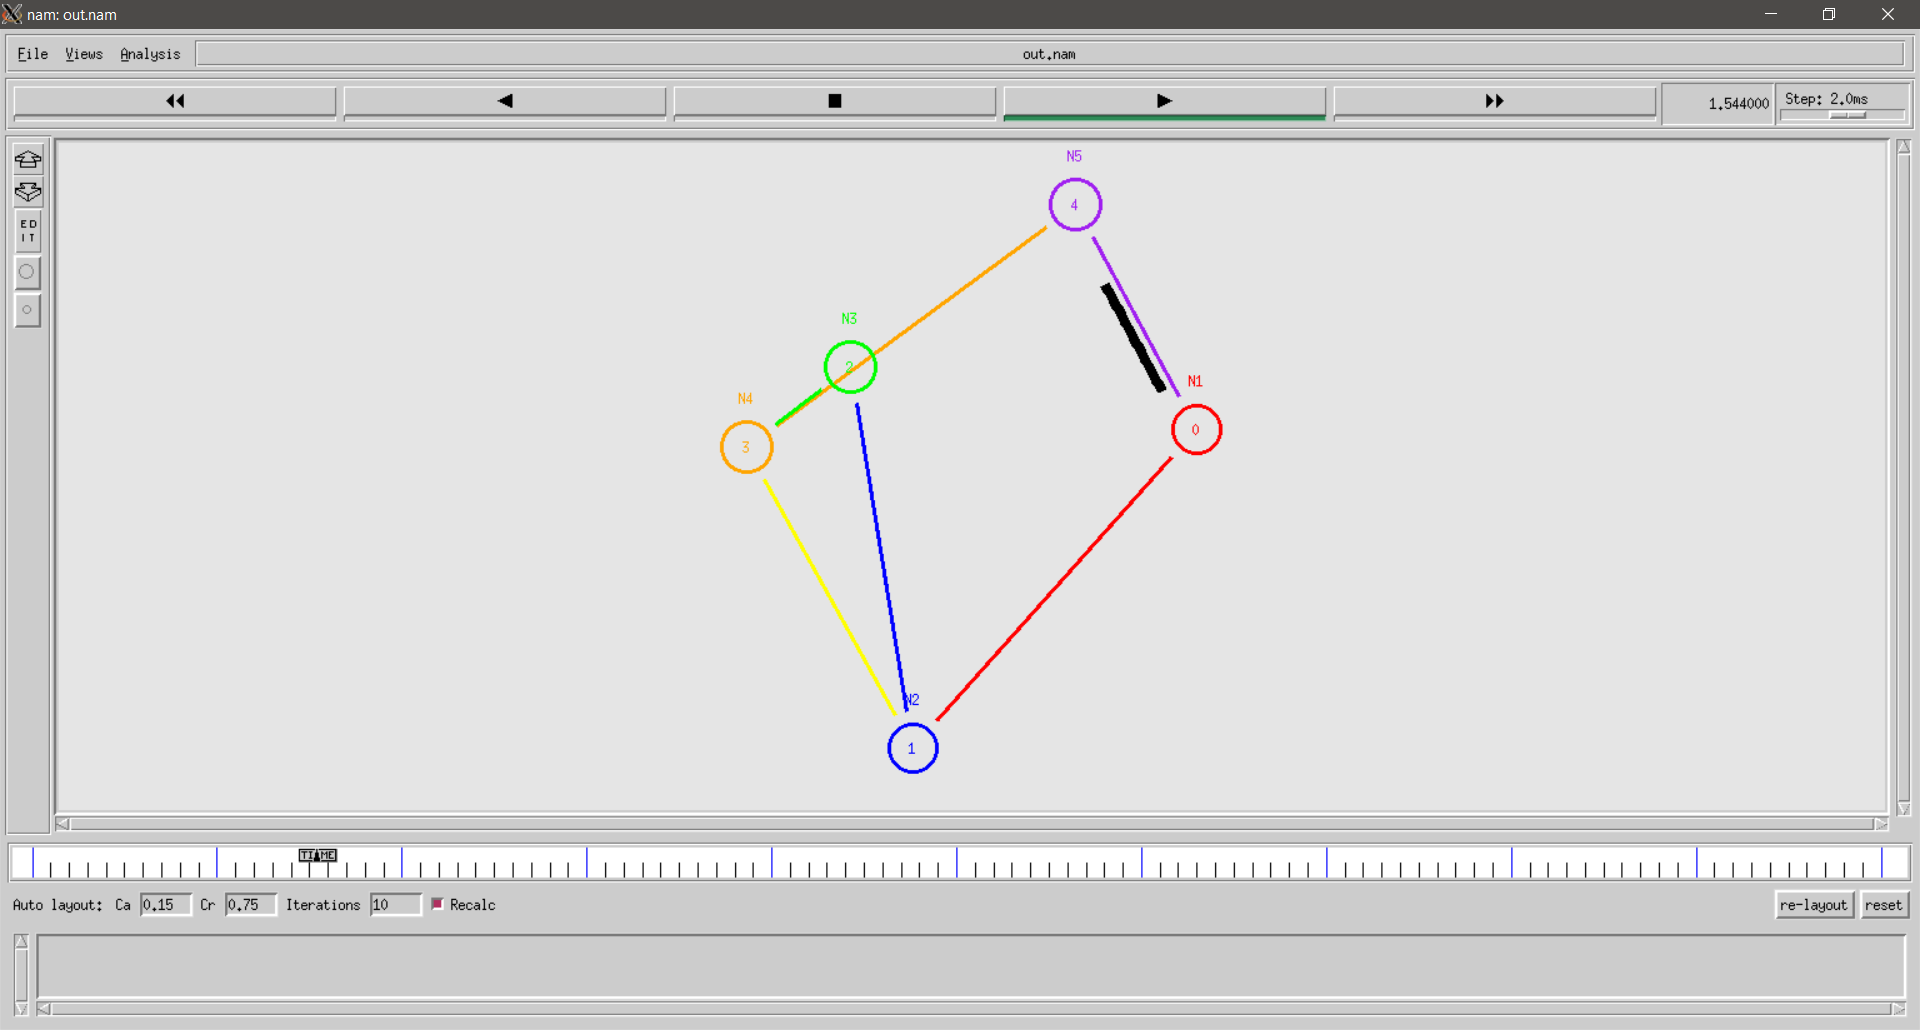 nam: out.nam
File Views Analysis out.nam
1.544000 Step: 2.0ms
N5
4
ED
IT
N3
2
N4
3
N1
0
N2
1
TIME
Auto layout: Ca 0.15 Cr 0.75 Iterations 10 Recalc re-layout reset